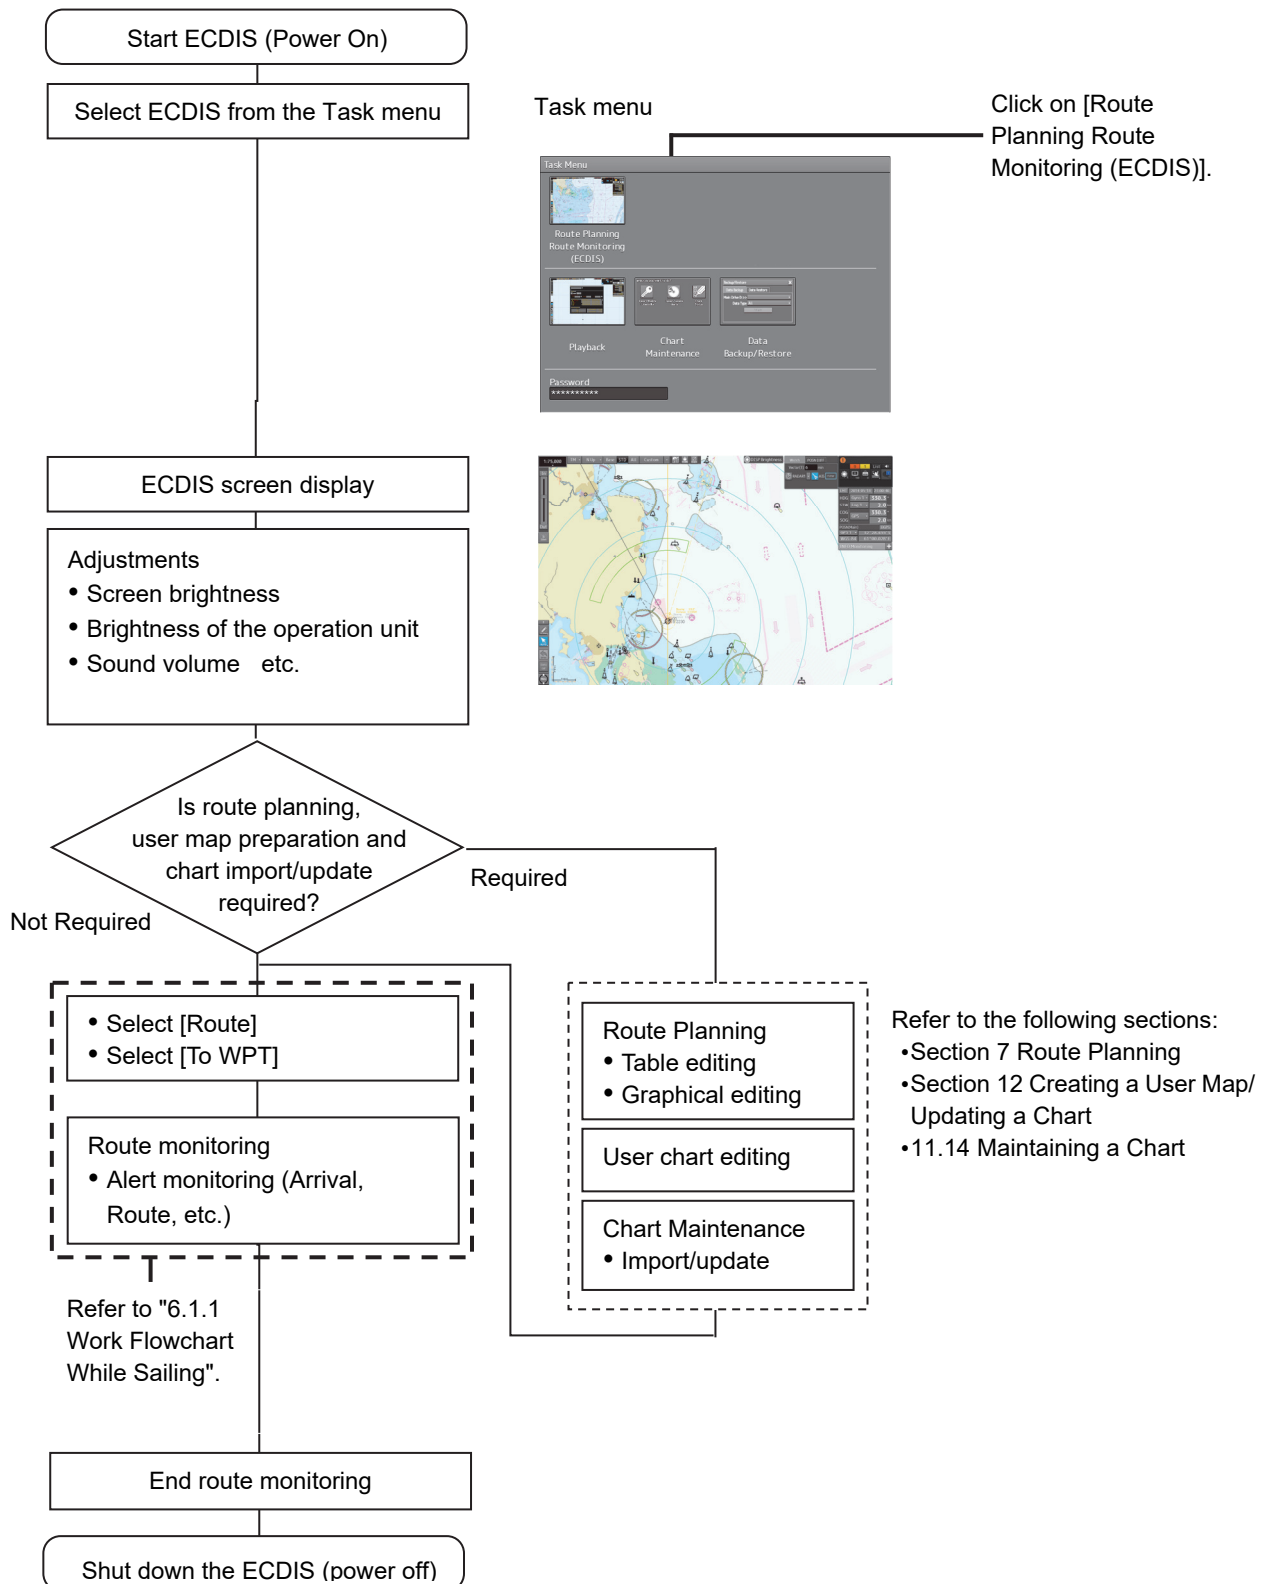 Start ECDIS (Power On)
Select ECDIS from the Task menu
Task menu
Click on [Route
Planning Route
Monitoring (ECDIS)].
Task Menu
Route Planning
Route Monitoring
(ECDIS)
Playback
Chart
Maintenance
Data
Backup/Restore
Password
**********
ECDIS screen display
Adjustments
• Screen brightness
• Brightness of the operation unit
• Sound volume etc.
Is route planning,
user map preparation and
chart import/update
required?
Required
Not Required
• Select [Route]
• Select [To WPT]
Route monitoring
• Alert monitoring (Arrival,
Route, etc.)
Route Planning
• Table editing
• Graphical editing
User chart editing
Chart Maintenance
• Import/update
Refer to the following sections:
•Section 7 Route Planning
•Section 12 Creating a User Map/
Updating a Chart
•11.14 Maintaining a Chart
Refer to "6.1.1
Work Flowchart
While Sailing".
End route monitoring
Shut down the ECDIS (power off)